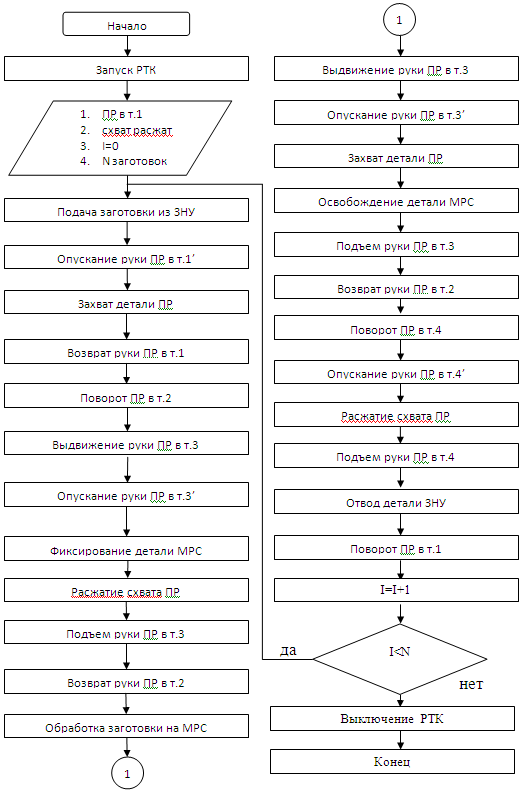 Начало
Запуск РТК
1. ПР в т.1
2. схват расжат
3. I=0
4. N заготовок
Подача заготовки из ЗНУ
Опускание руки ПР в т.1′
Захват детали ПР
Возврат руки ПР в т.1
Поворот ПР в т.2
Выдвижение руки ПР в т.3
Опускание руки ПР в т.3′
Фиксирование детали МРС
Расжатие схвата ПР
Подъем руки ПР в т.3
Возврат руки ПР в т.2
Обработка заготовки на МРС
1
1
Выдвижение руки ПР в т.3
Опускание руки ПР в т.3′
Захват детали ПР
Освобождение детали МРС
Подъем руки ПР в т.3
Возврат руки ПР в т.2
Поворот ПР в т.4
Опускание руки ПР в т.4′
Расжатие схвата ПР
Подъем руки ПР в т.4
Отвод детали ЗНУ
Поворот ПР в т.1
I=I+1
да
I<N
нет
Выключение РТК
Конец